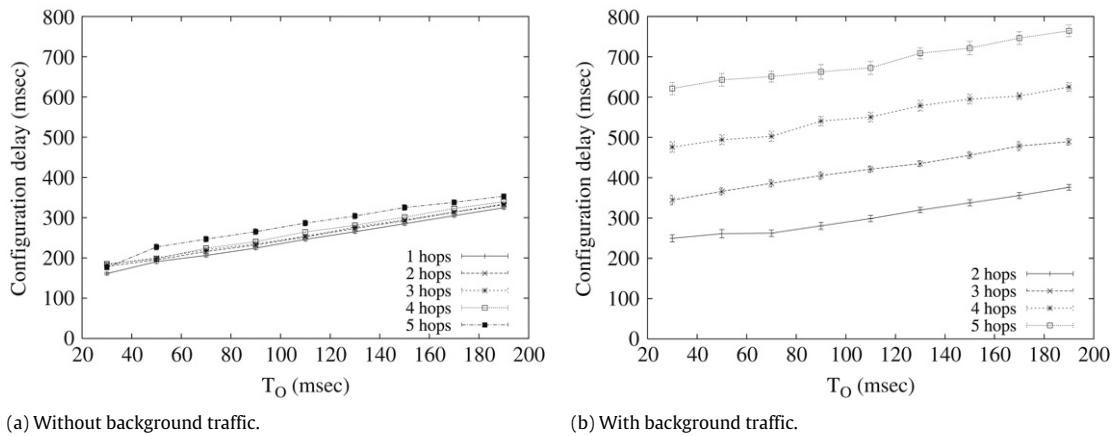 800
700
600
500
400
300
200
100
0
Configuration delay (msec)
1 hops
2 hops
3 hops
4 hops
5 hops
20 40 60 80 100 120 140 160 180 200
T_O (msec)
(a) Without background traffic.
800
700
600
500
400
300
200
100
0
Configuration delay (msec)
2 hops
3 hops
4 hops
5 hops
20 40 60 80 100 120 140 160 180 200
T_O (msec)
(b) With background traffic.